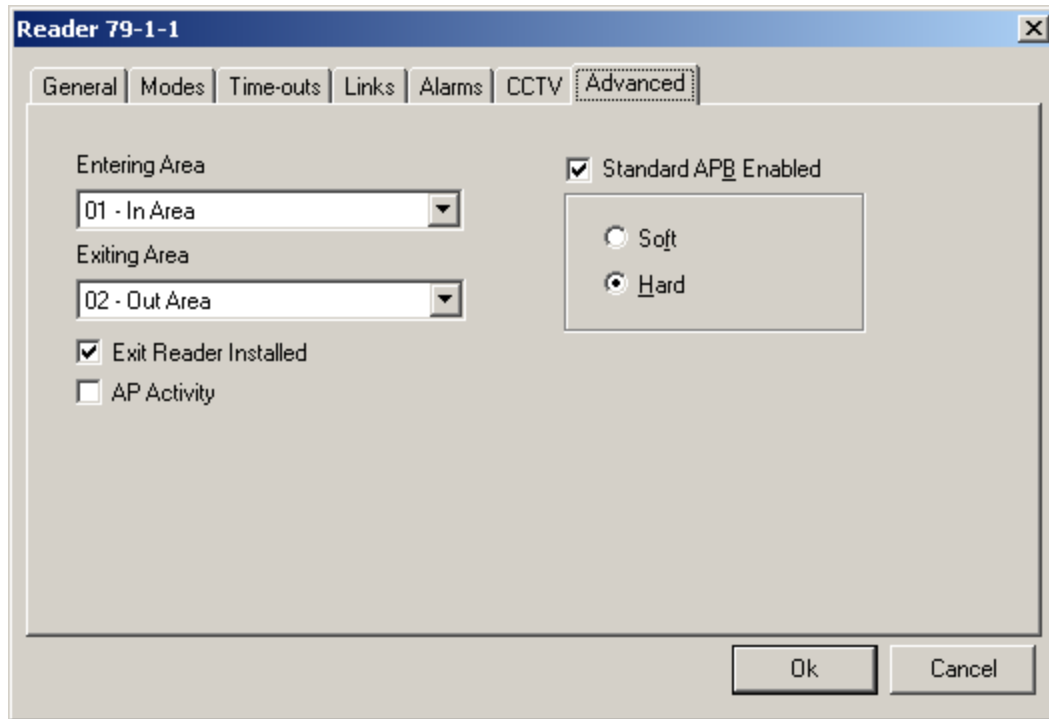 Reader 79-1-1
General Modes Time-outs Links Alarms CCTV Advanced
Entering Area
01 - In Area
Exiting Area
02 - Out Area
Exit Reader Installed
AP Activity
Standard APB Enabled
Soft
Hard
Ok Cancel